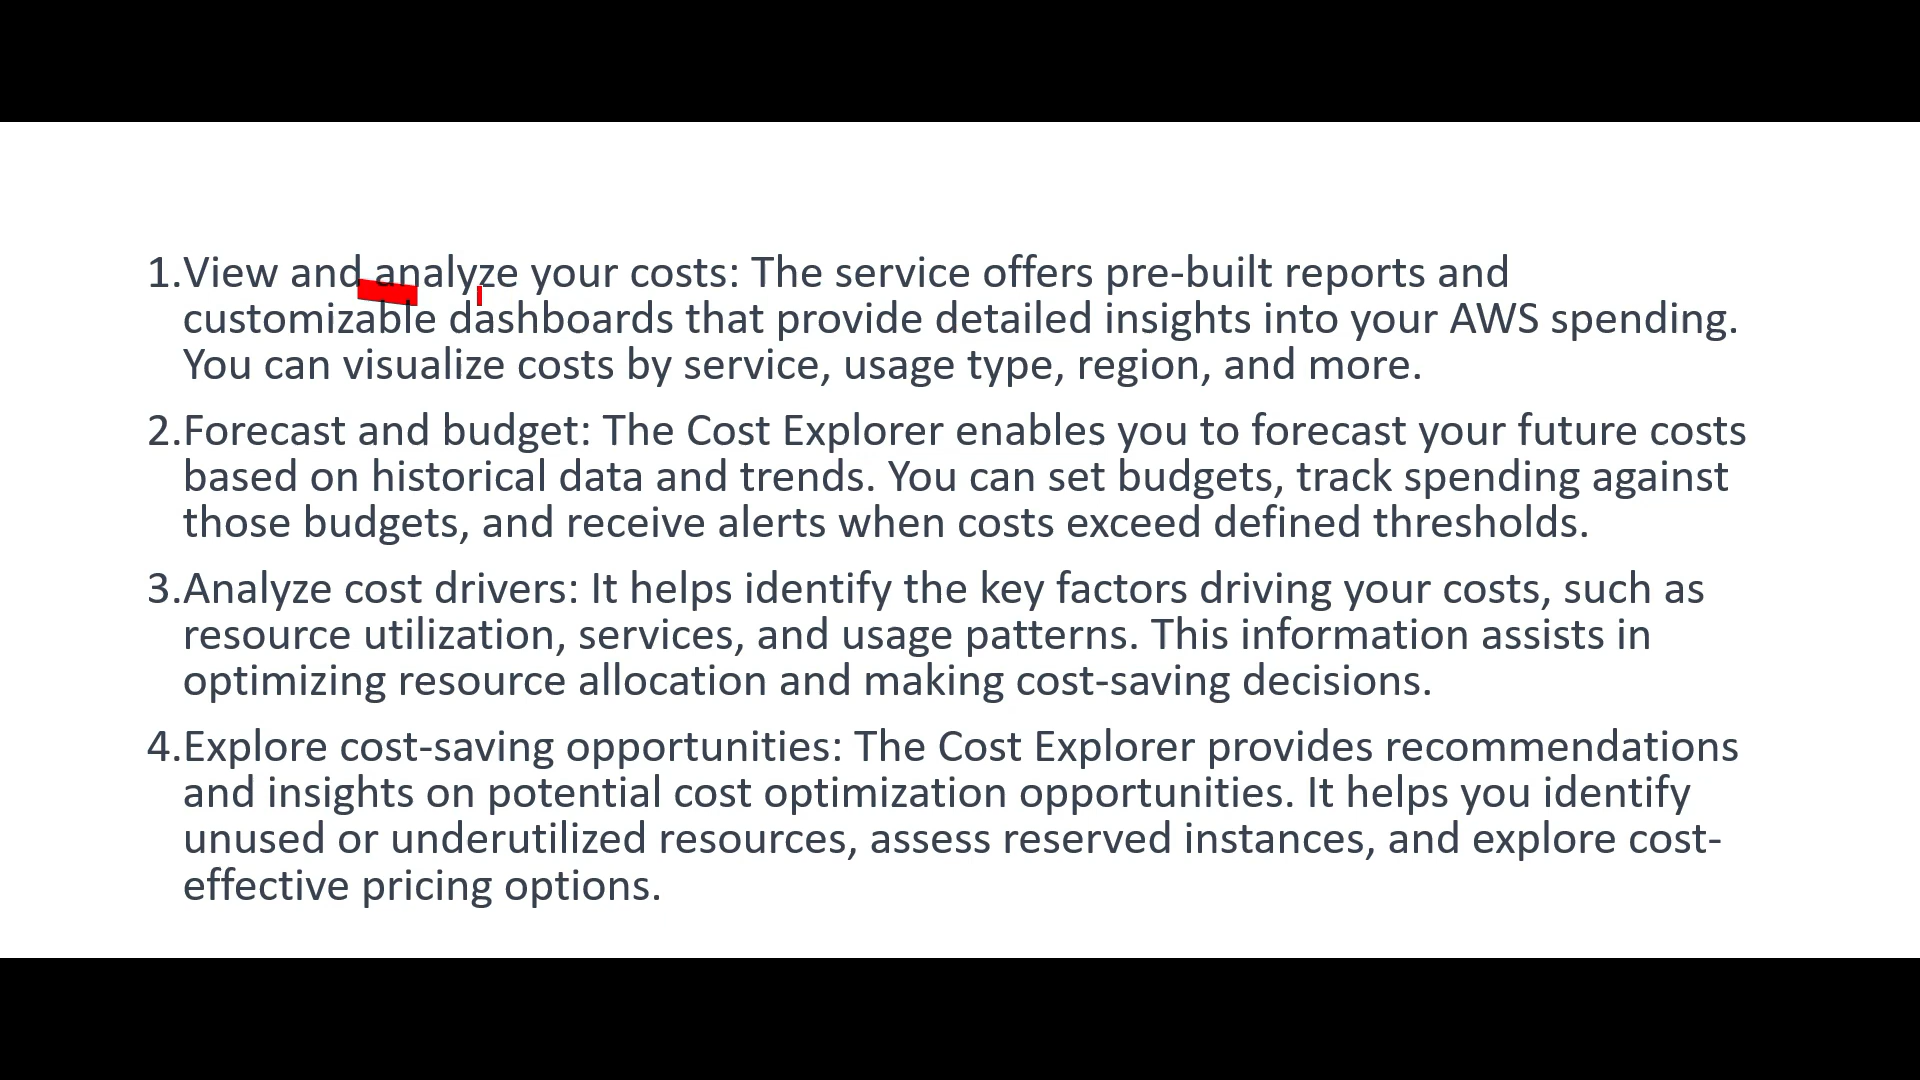 1.View and analyze your costs: The service offers pre-built reports and
customizable dashboards that provide detailed insights into your AWS spending.
You can visualize costs by service, usage type, region, and more.
2.Forecast and budget: The Cost Explorer enables you to forecast your future costs
based on historical data and trends. You can set budgets, track spending against
those budgets, and receive alerts when costs exceed defined thresholds.
3.Analyze cost drivers: It helps identify the key factors driving your costs, such as
resource utilization, services, and usage patterns. This information assists in
optimizing resource allocation and making cost-saving decisions.
4.Explore cost-saving opportunities: The Cost Explorer provides recommendations
and insights on potential cost optimization opportunities. It helps you identify
unused or underutilized resources, assess reserved instances, and explore cost-
effective pricing options.